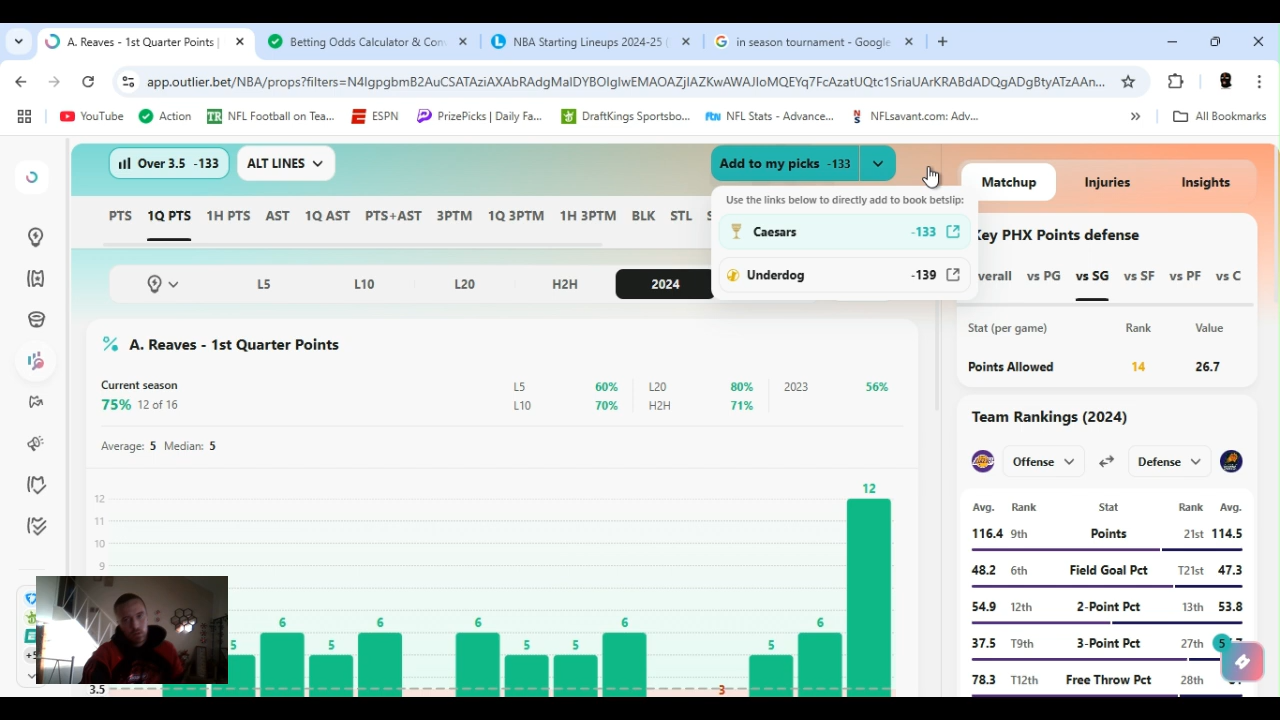 A. Reaves - 1st Quarter Points |
Betting Odds Calculator & Con
NBA Starting Lineups 2024-25 (
in season tournament - Google
app.outlier.bet/NBA/props?filters=N4IgpgbmB2AuCSATAziAXAbRAdgMaIDYBOIglwEMAOAZjIAZKwAWAJIoMQEYq7FcAzatUQtc1SriaUArKRABdADQgADgBtyATzAAn...
YouTube
Action
NFL Football on Tea...
ESPN
PrizePicks | Daily Fa...
DraftKings Sportsbo...
NFL Stats - Advance...
NFLsavant.com: Adv...
All Bookmarks
Over 3.5 -133
ALT LINES
Add to my picks -133
Use the links below to directly add to book betslip:
Caesars -133
Underdog -139
PTS 1Q PTS 1H PTS AST 1Q AST PTS+AST 3PTM 1Q 3PTM 1H 3PTM BLK STL
L5 L10 L20 H2H 2024
A. Reaves - 1st Quarter Points
Current season
75% 12 of 16
L5 60% L20 80% 2023 56%
L10 70% H2H 71%
Average: 5 Median: 5
12
11
10
9
3.5
5 6 5 6 6 5 5 6 3 5 6 12
Matchup Injuries Insights
Key PHX Points defense
verall vs PG vs SG vs SF vs PF vs C
Stat (per game) Rank Value
Points Allowed 14 26.7
Team Rankings (2024)
Offense Defense
Avg. Rank Stat Rank Avg.
116.4 9th Points 21st 114.5
48.2 6th Field Goal Pct T21st 47.3
54.9 12th 2-Point Pct 13th 53.8
37.5 T9th 3-Point Pct 27th
78.3 T12th Free Throw Pct 28th